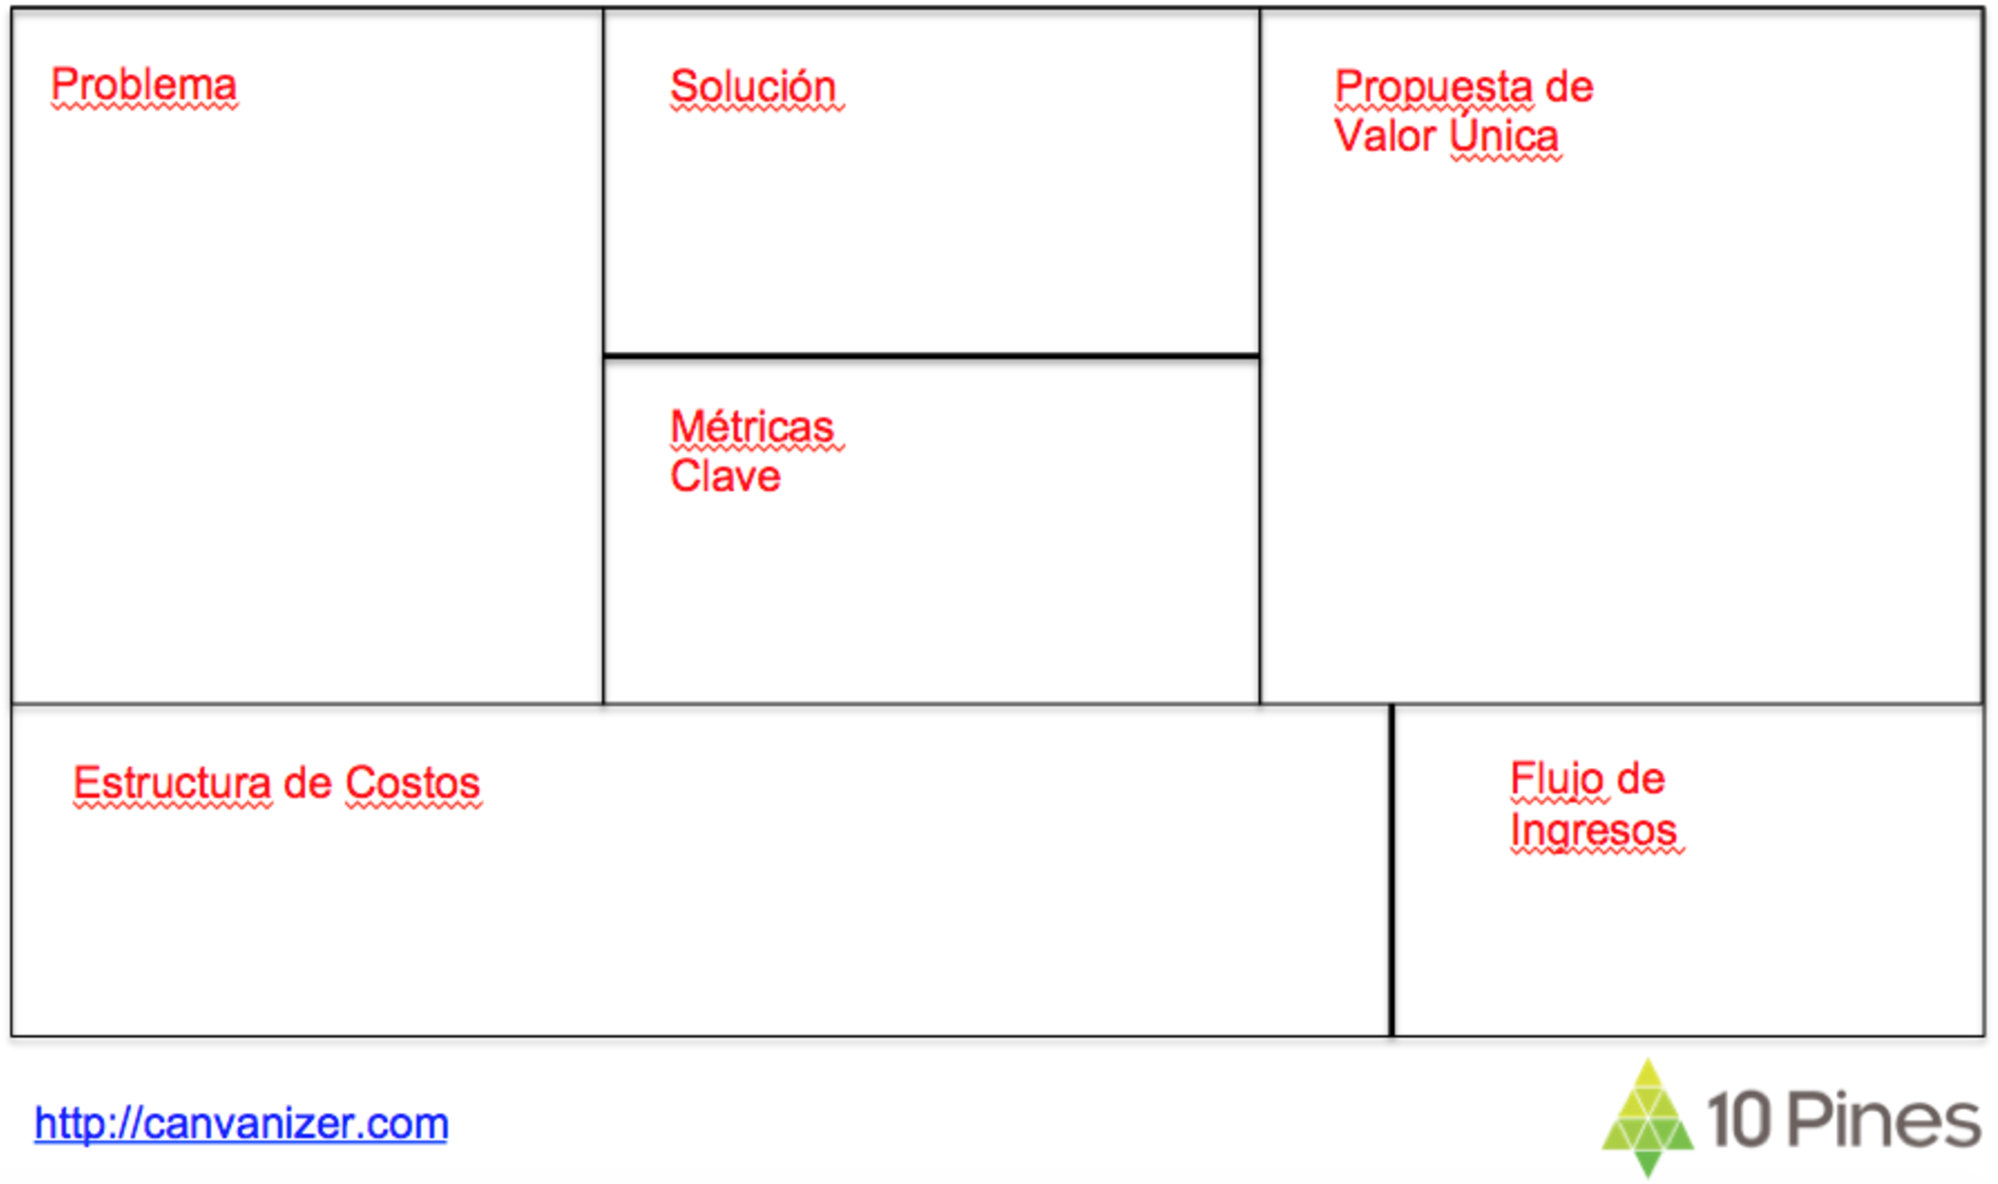 Problema
Solución
Propuesta de
Valor Única
Métricas
Clave
Estructura de Costos
Flujo de
Ingresos
http://canvanizer.com
10 Pines